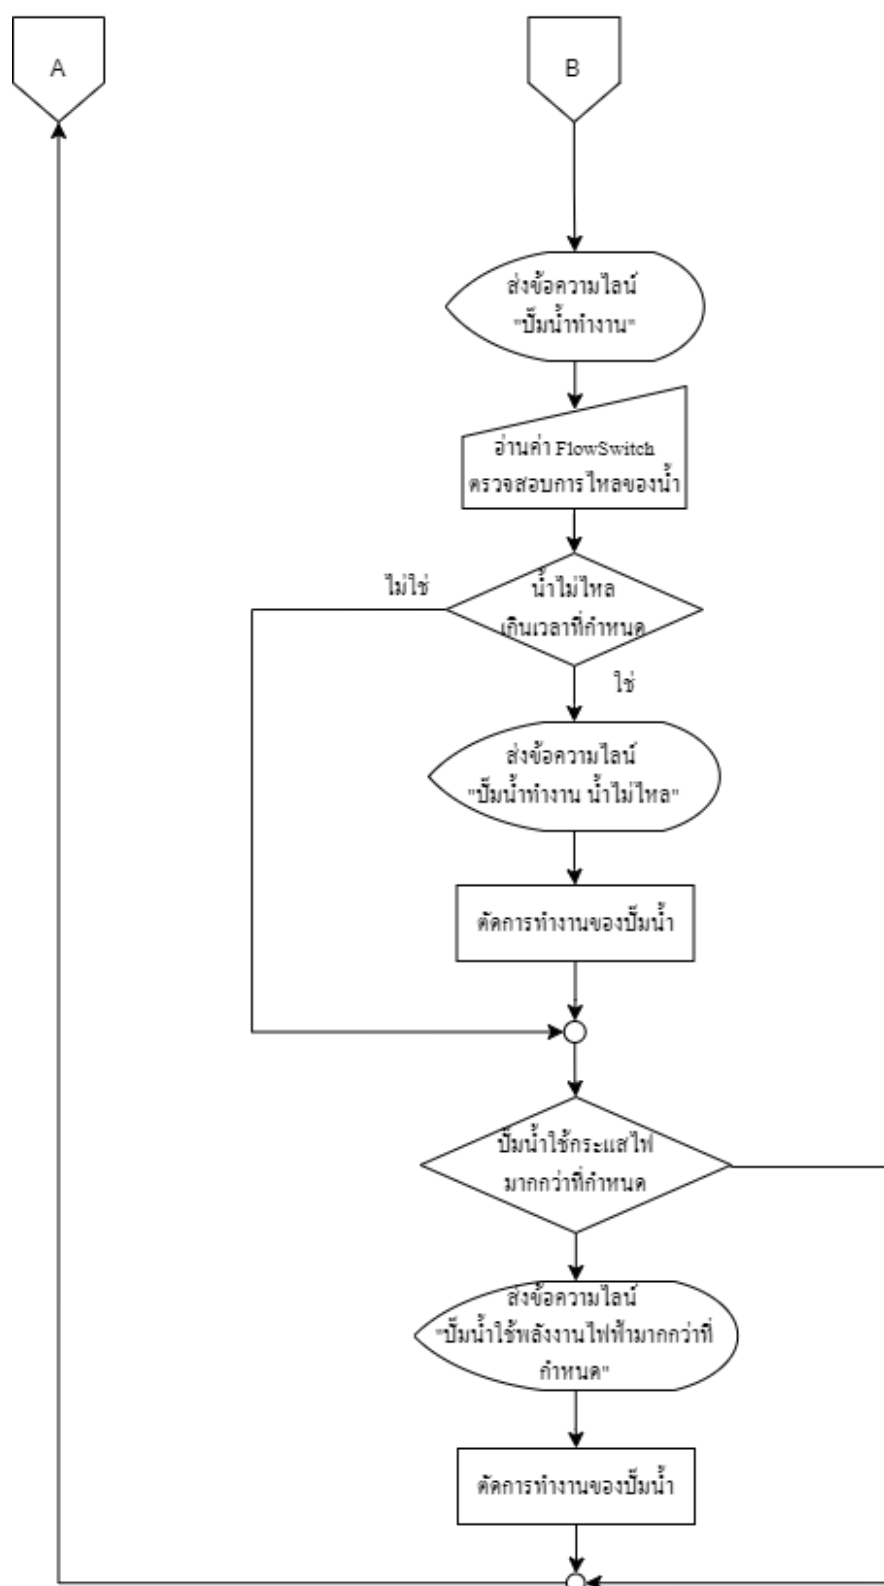 A
B
ส่งข้อความไลน์
"ปั๊มน้ำทำงาน"
อ่านค่า FlowSwitch
ตรวจสอบการไหลของน้ำ
ไม่ใช่
น้ำไม่ไหล
เกินเวลาที่กำหนด
ใช่
ส่งข้อความไลน์
"ปั๊มน้ำทำงาน น้ำไม่ไหล"
ตัดการทำงานของปั๊มน้ำ
ปั๊มน้ำใช้กระแสไฟ
มากกว่าที่กำหนด
ส่งข้อความไลน์
"ปั๊มน้ำใช้พลังงานไฟฟ้ามากกว่าที่
กำหนด"
ตัดการทำงานของปั๊มน้ำ